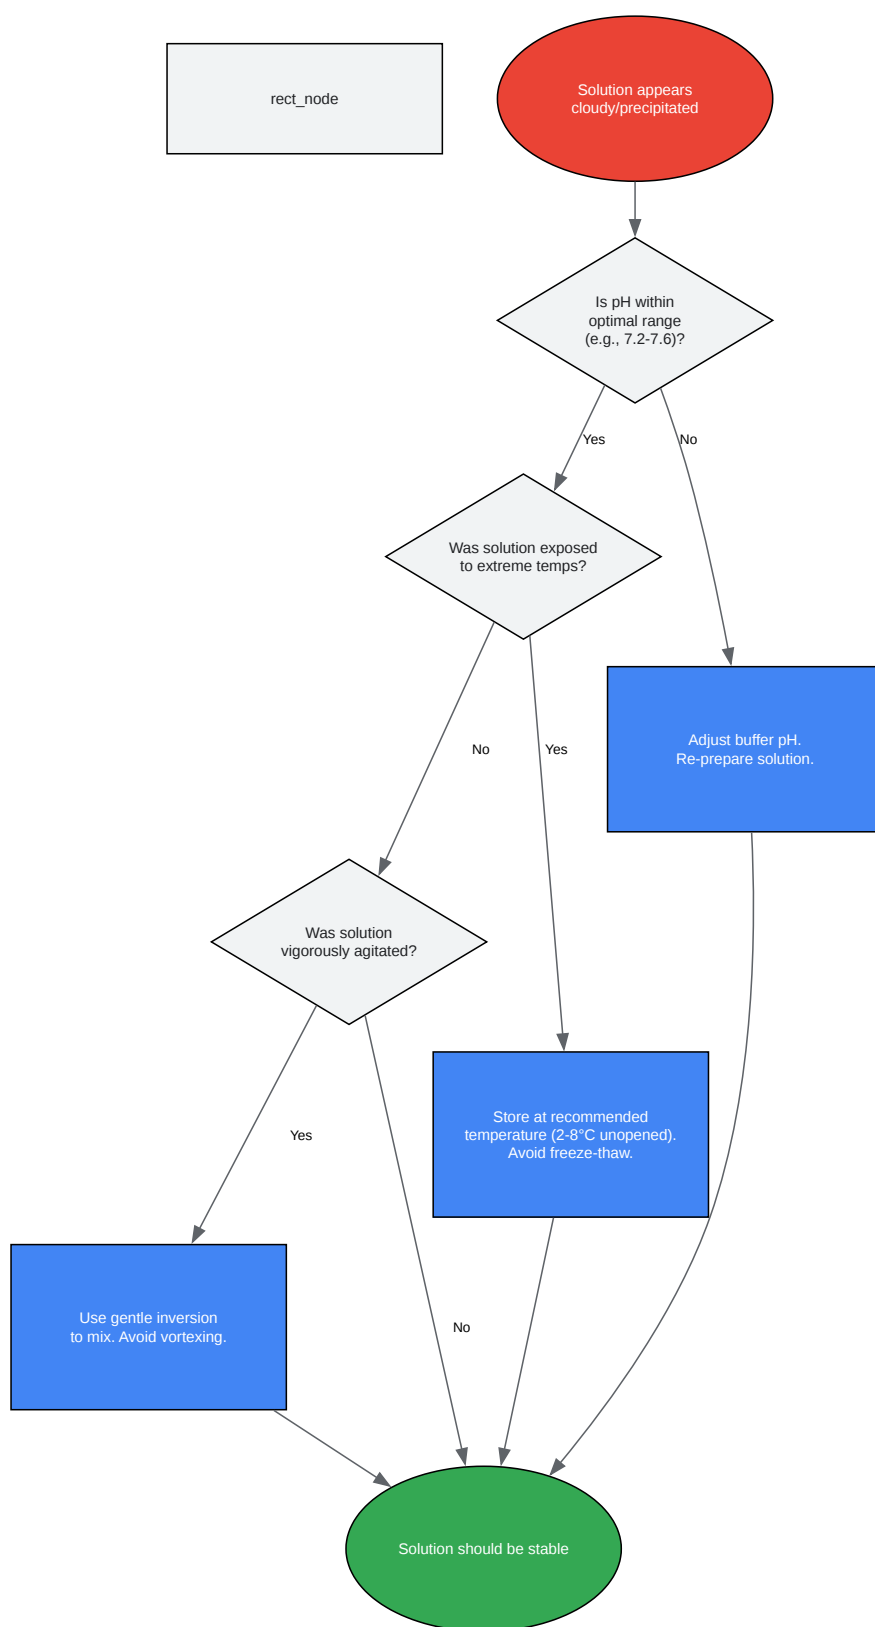 rect_node
Solution appears
cloudy/precipitated
Is pH within
optimal range
(e.g., 7.2-7.6)?
Yes
No
Was solution exposed
to extreme temps?
No
Yes
Adjust buffer pH.
Re-prepare solution.
Was solution
vigorously agitated?
Yes
No
Store at recommended
temperature (2-8°C unopened).
Avoid freeze-thaw.
Use gentle inversion
to mix. Avoid vortexing.
Solution should be stable